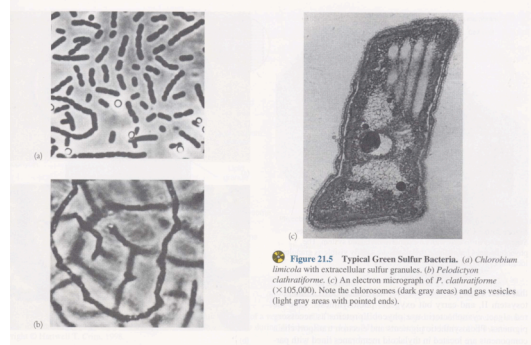 (a)
(b)
(c)
Figure 21.5 Typical Green Sulfur Bacteria. (a) Chlorobium
limicola with extracellular sulfur granules. (b) Pelodictyon
clathratiforme. (c) An electron micrograph of P. clathratiforme
(×105,000). Note the chlorosomes (dark gray areas) and gas vesicles
(light gray areas with pointed ends).